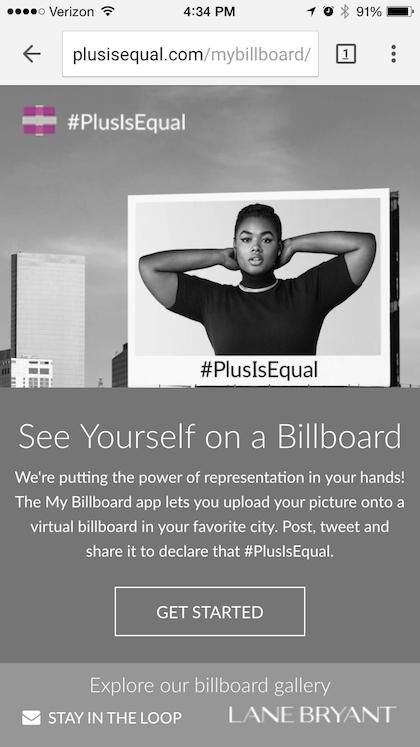 Verizon 4:34 PM 91%
plusisequal.com/mybillboard/ 1
#PlusIsEqual
#PlusIsEqual
See Yourself on a Billboard
We're putting the power of representation in your hands!
The My Billboard app lets you upload your picture onto a
virtual billboard in your favorite city. Post, tweet and
share it to declare that #PlusIsEqual.
GET STARTED
Explore our billboard gallery
STAY IN THE LOOP LANE BRYANT